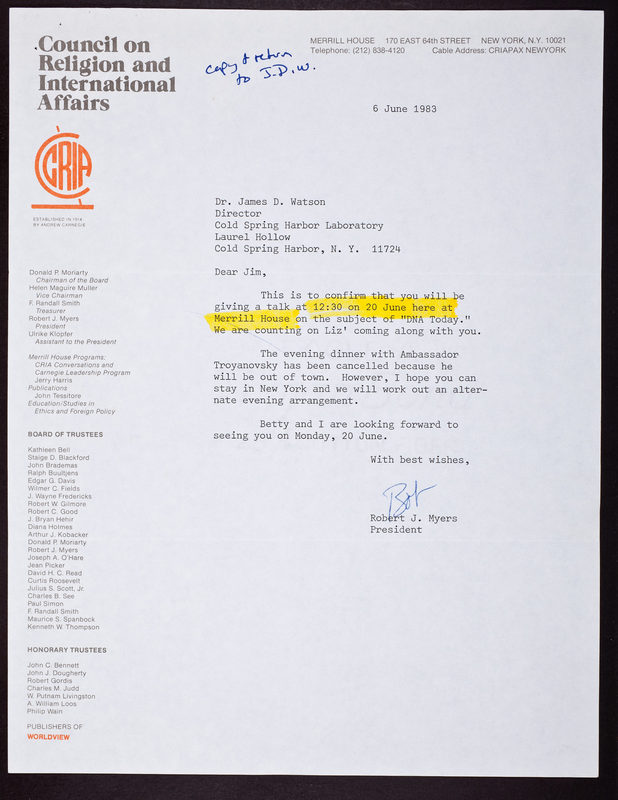 Council on
Religion and
International
Affairs
MERRILL HOUSE 170 EAST 64th STREET NEW YORK, N.Y. 10021
Telephone: (212) 838-4120 Cable Address: CRIAPAX NEWYORK
copy & return
to J.D.W.
6 June 1983
CRIA
ESTABLISHED IN 1914
BY ANDREW CARNEGIE
Dr. James D. Watson
Director
Cold Spring Harbor Laboratory
Laurel Hollow
Cold Spring Harbor, N. Y. 11724
Dear Jim,
This is to confirm that you will be
giving a talk at 12:30 on 20 June here at
Merrill House on the subject of "DNA Today."
We are counting on Liz' coming along with you.
The evening dinner with Ambassador
Troyanovsky has been cancelled because he
will be out of town. However, I hope you can
stay in New York and we will work out an alter-
nate evening arrangement.
Betty and I are looking forward to
seeing you on Monday, 20 June.
With best wishes,
Bob
Robert J. Myers
President
Donald P. Moriarty
Chairman of the Board
Helen Maguire Muller
Vice Chairman
F. Randall Smith
Treasurer
Robert J. Myers
President
Ulrike Klopfer
Assistant to the President
Merrill House Programs:
CRIA Conversations and
Carnegie Leadership Program
Jerry Harris
Publications
John Tessitore
Education/Studies in
Ethics and Foreign Policy
BOARD OF TRUSTEES
Kathleen Bell
Staige D. Blackford
John Brademas
Ralph Buultjens
Edgar G. Davis
Wilmer C. Fields
J. Wayne Fredericks
Robert W. Gilmore
Robert C. Good
J. Bryan Hehir
Diana Holmes
Arthur J. Kobacker
Donald P. Moriarty
Robert J. Myers
Joseph A. O'Hare
Jean Picker
David H. C. Read
Curtis Roosevelt
Julius S. Scott, Jr.
Charles B. See
Paul Simon
F. Randall Smith
Maurice S. Spanbock
Kenneth W. Thompson
HONORARY TRUSTEES
John C. Bennett
John J. Dougherty
Robert Gordis
Charles M. Judd
W. Putnam Livingston
A. William Loos
Philip Wain
PUBLISHERS OF
WORLDVIEW